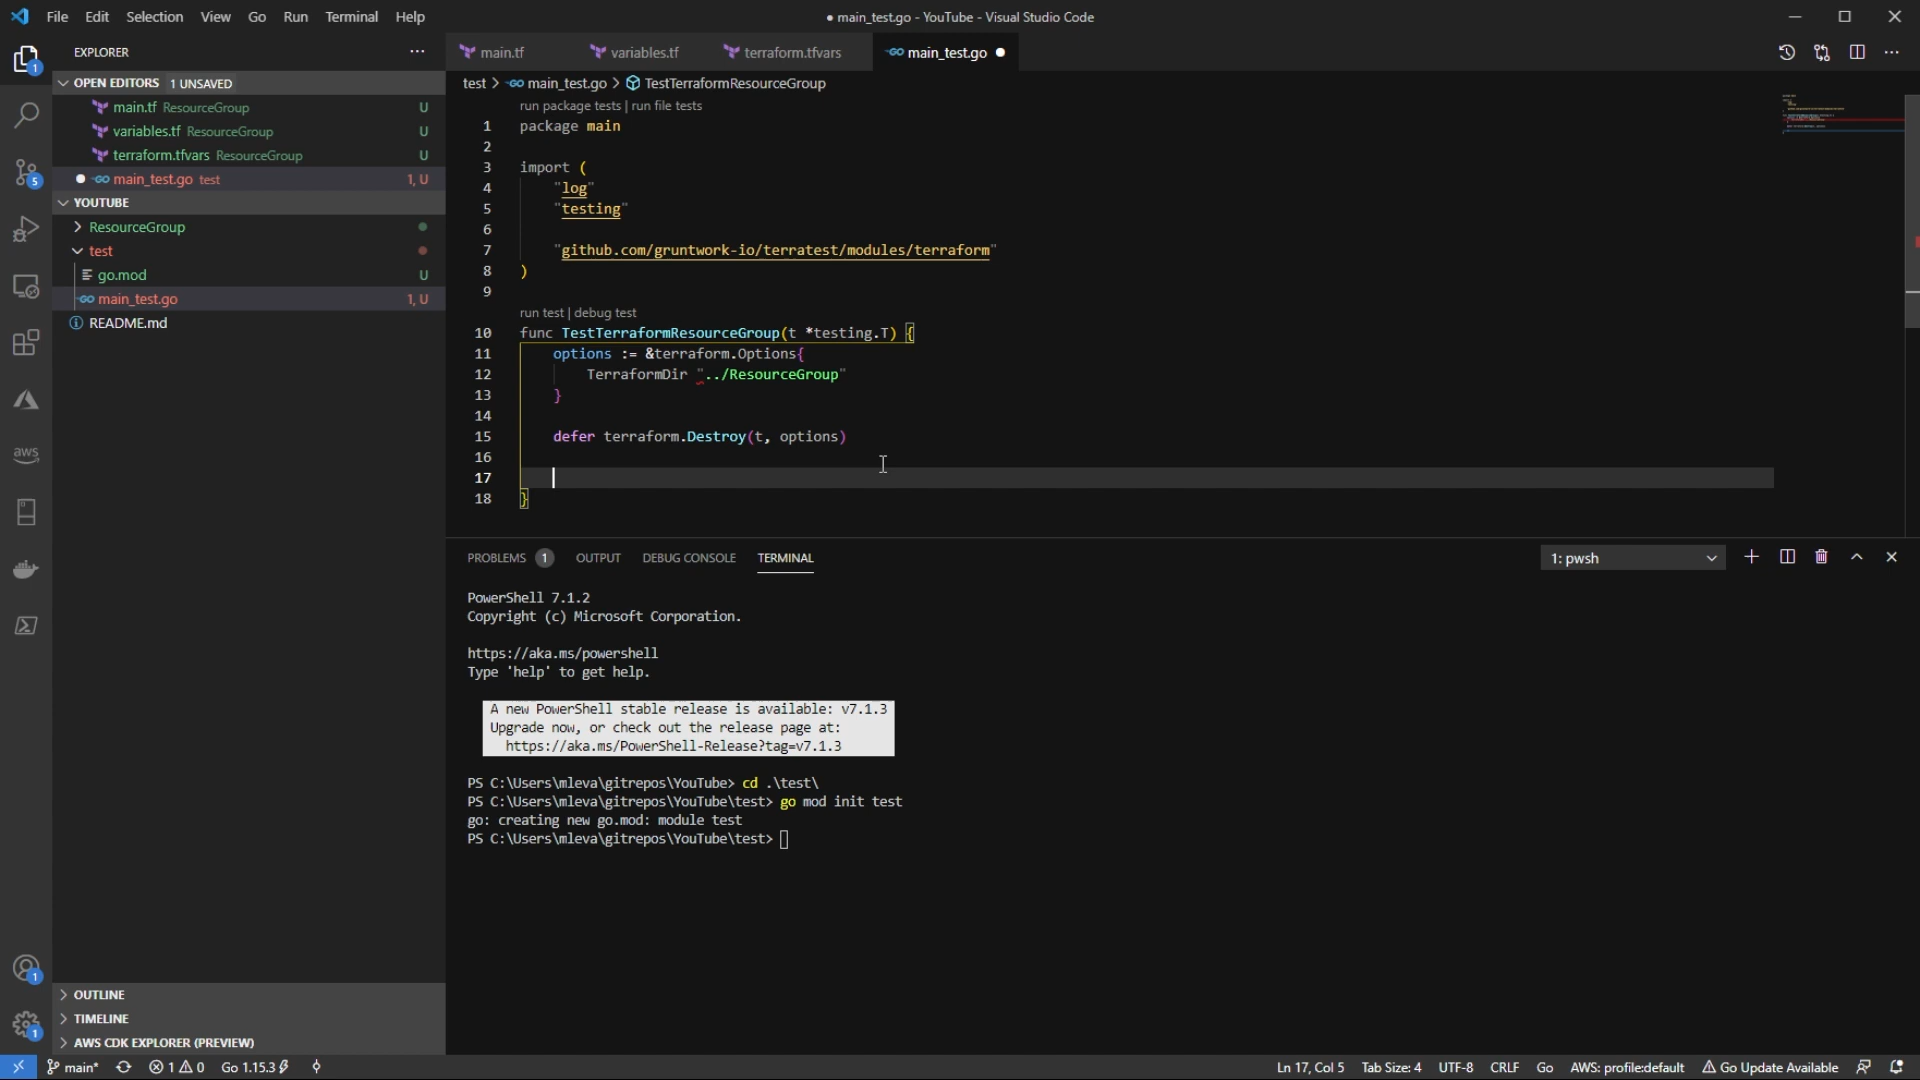 File Edit Selection View Go Run Terminal Help
● main_test.go - YouTube - Visual Studio Code
EXPLORER
OPEN EDITORS 1 UNSAVED
main.tf ResourceGroup U
variables.tf ResourceGroup U
terraform.tfvars ResourceGroup U
main_test.go test 1, U
YOUTUBE
ResourceGroup
test
go.mod U
main_test.go 1, U
README.md
OUTLINE
TIMELINE
AWS CDK EXPLORER (PREVIEW)
1
5
aws
1
1
main.tf variables.tf terraform.tfvars main_test.go
test > main_test.go > TestTerraformResourceGroup
run package tests | run file tests
1 package main
2
3 import (
4 "log"
5 "testing"
6
7 "github.com/gruntwork-io/terratest/modules/terraform"
8 )
9
run test | debug test
10 func TestTerraformResourceGroup(t *testing.T) {
11 options := &terraform.Options{
12 TerraformDir "../ResourceGroup"
13 }
14
15 defer terraform.Destroy(t, options)
16
17
18 }
PROBLEMS 1 OUTPUT DEBUG CONSOLE TERMINAL 1: pwsh
PowerShell 7.1.2
Copyright (c) Microsoft Corporation.
https://aka.ms/powershell
Type 'help' to get help.
A new PowerShell stable release is available: v7.1.3
Upgrade now, or check out the release page at:
https://aka.ms/PowerShell-Release?tag=v7.1.3
PS C:\Users\mleva\gitrepos\YouTube> cd .\test\
PS C:\Users\mleva\gitrepos\YouTube\test> go mod init test
go: creating new go.mod: module test
PS C:\Users\mleva\gitrepos\YouTube\test>
main* 1 0 Go 1.15.3 Ln 17, Col 5 Tab Size: 4 UTF-8 CRLF Go AWS: profile:default Go Update Available